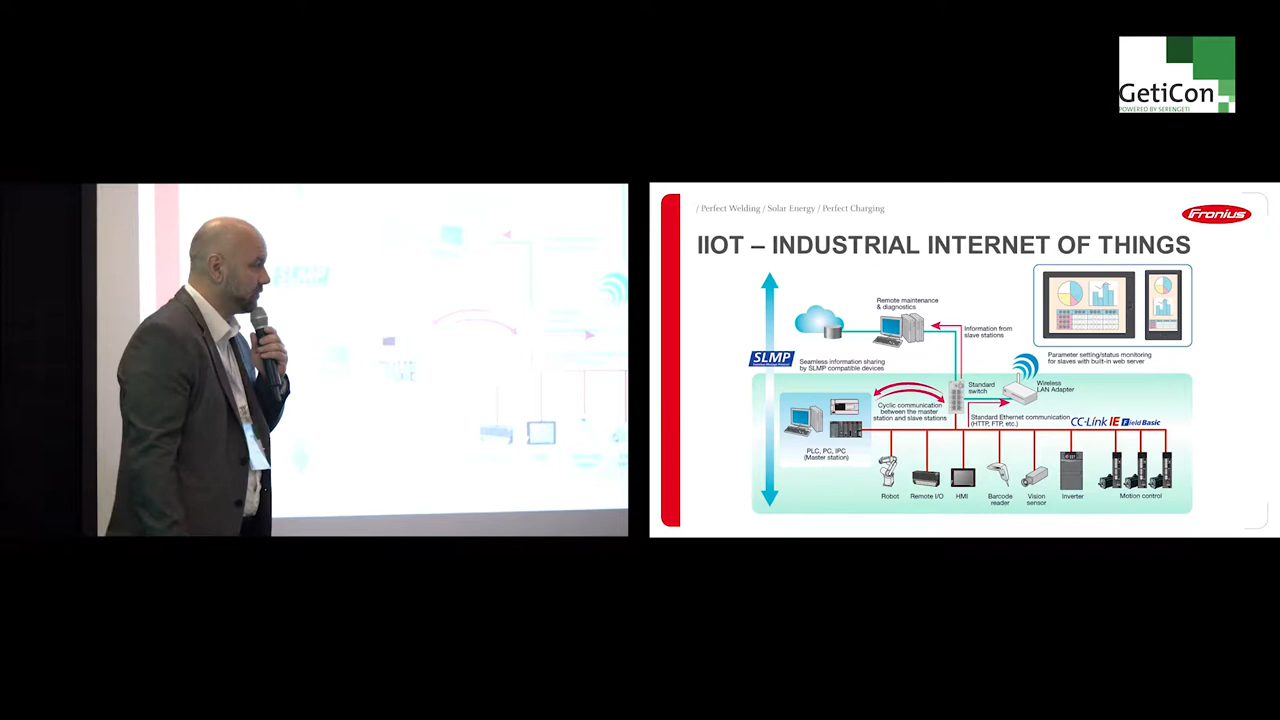 GetiCon
POWERED BY SERENGETI
/ Perfect Welding / Solar Energy / Perfect Charging
Fronius
IIOT – INDUSTRIAL INTERNET OF THINGS
Remote maintenance
& diagnostics
Information from
slave stations
SLMP
Seamless information sharing
by SLMP compatible devices
Parameter setting/status monitoring
for slaves with built-in web server
Standard
switch
Wireless
LAN Adapter
Cyclic communication
between the master
station and slave stations
Standard Ethernet communication
(HTTP, FTP, etc.)
CC-Link IE Field Basic
PLC, PC, IPC
(Master station)
Robot
Remote I/O
HMI
Barcode
reader
Vision
sensor
Inverter
Motion control
SLMP